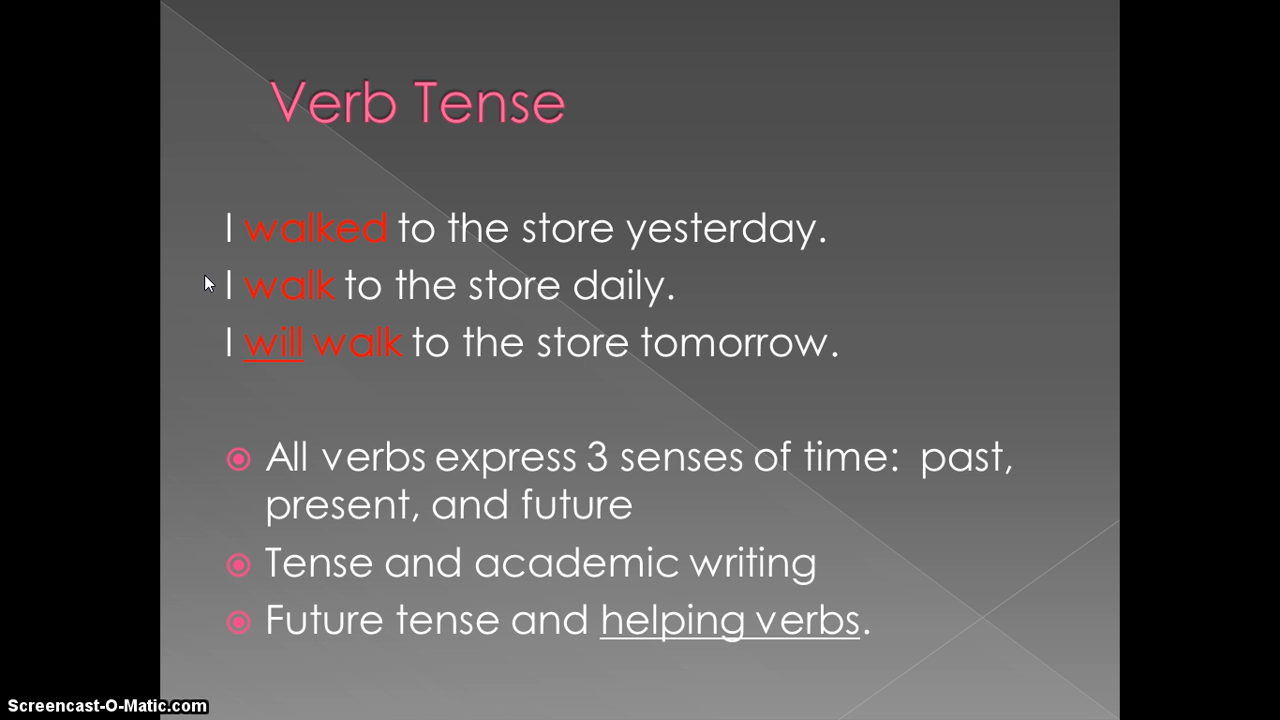 Verb Tense
I walked to the store yesterday.
I walk to the store daily.
I will walk to the store tomorrow.
All verbs express 3 senses of time:  past,
present, and future
Tense and academic writing
Future tense and helping verbs.
Screencast-O-Matic.com